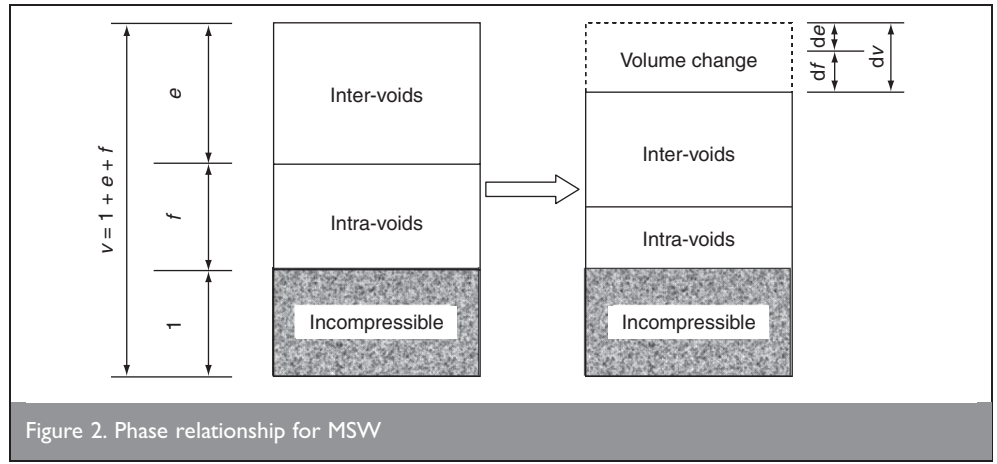 v = 1 + e + f
e
f
1
Inter-voids
Intra-voids
Incompressible
Volume change
Inter-voids
Intra-voids
Incompressible
de
df
dv
Figure 2. Phase relationship for MSW